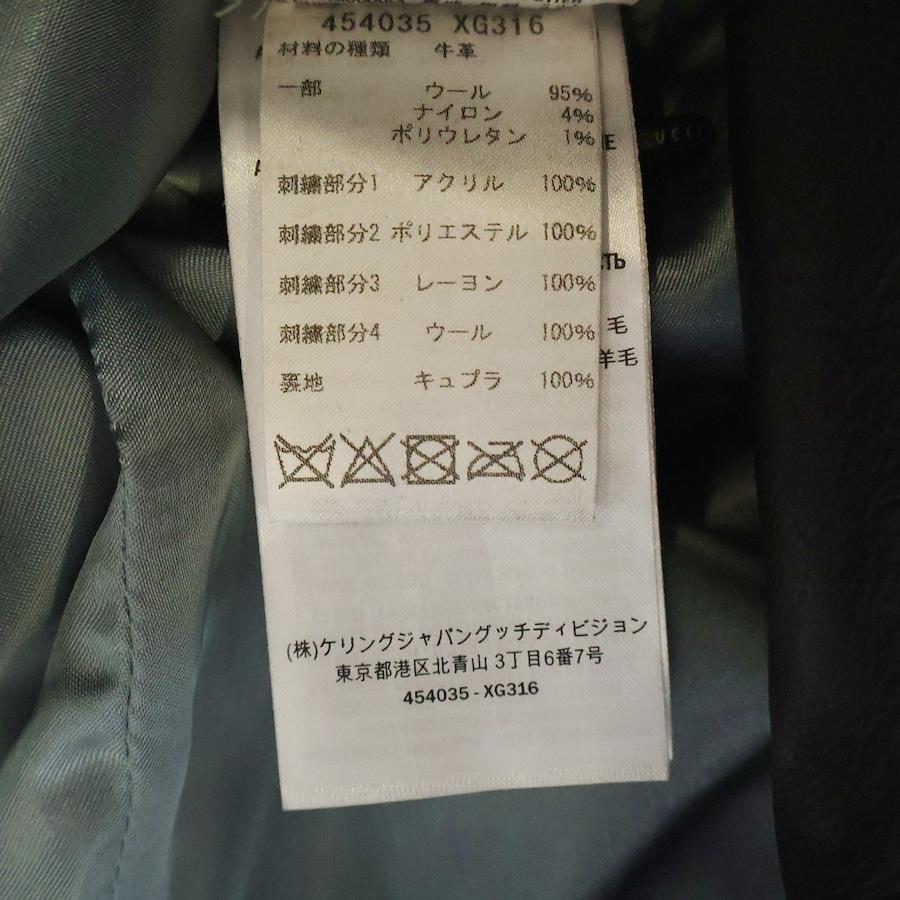 454035 XG316
材料の種類 牛革
一部 ウール 95%
ナイロン 4%
ポリウレタン 1%
刺繍部分1 アクリル 100%
刺繍部分2 ポリエステル 100%
刺繍部分3 レーヨン 100%
刺繍部分4 ウール 100%
裏地 キュプラ 100%
毛
羊毛
UCCI
(株)ケリングジャパングッチディビジョン
東京都港区北青山 3丁目6番7号
454035 - XG316